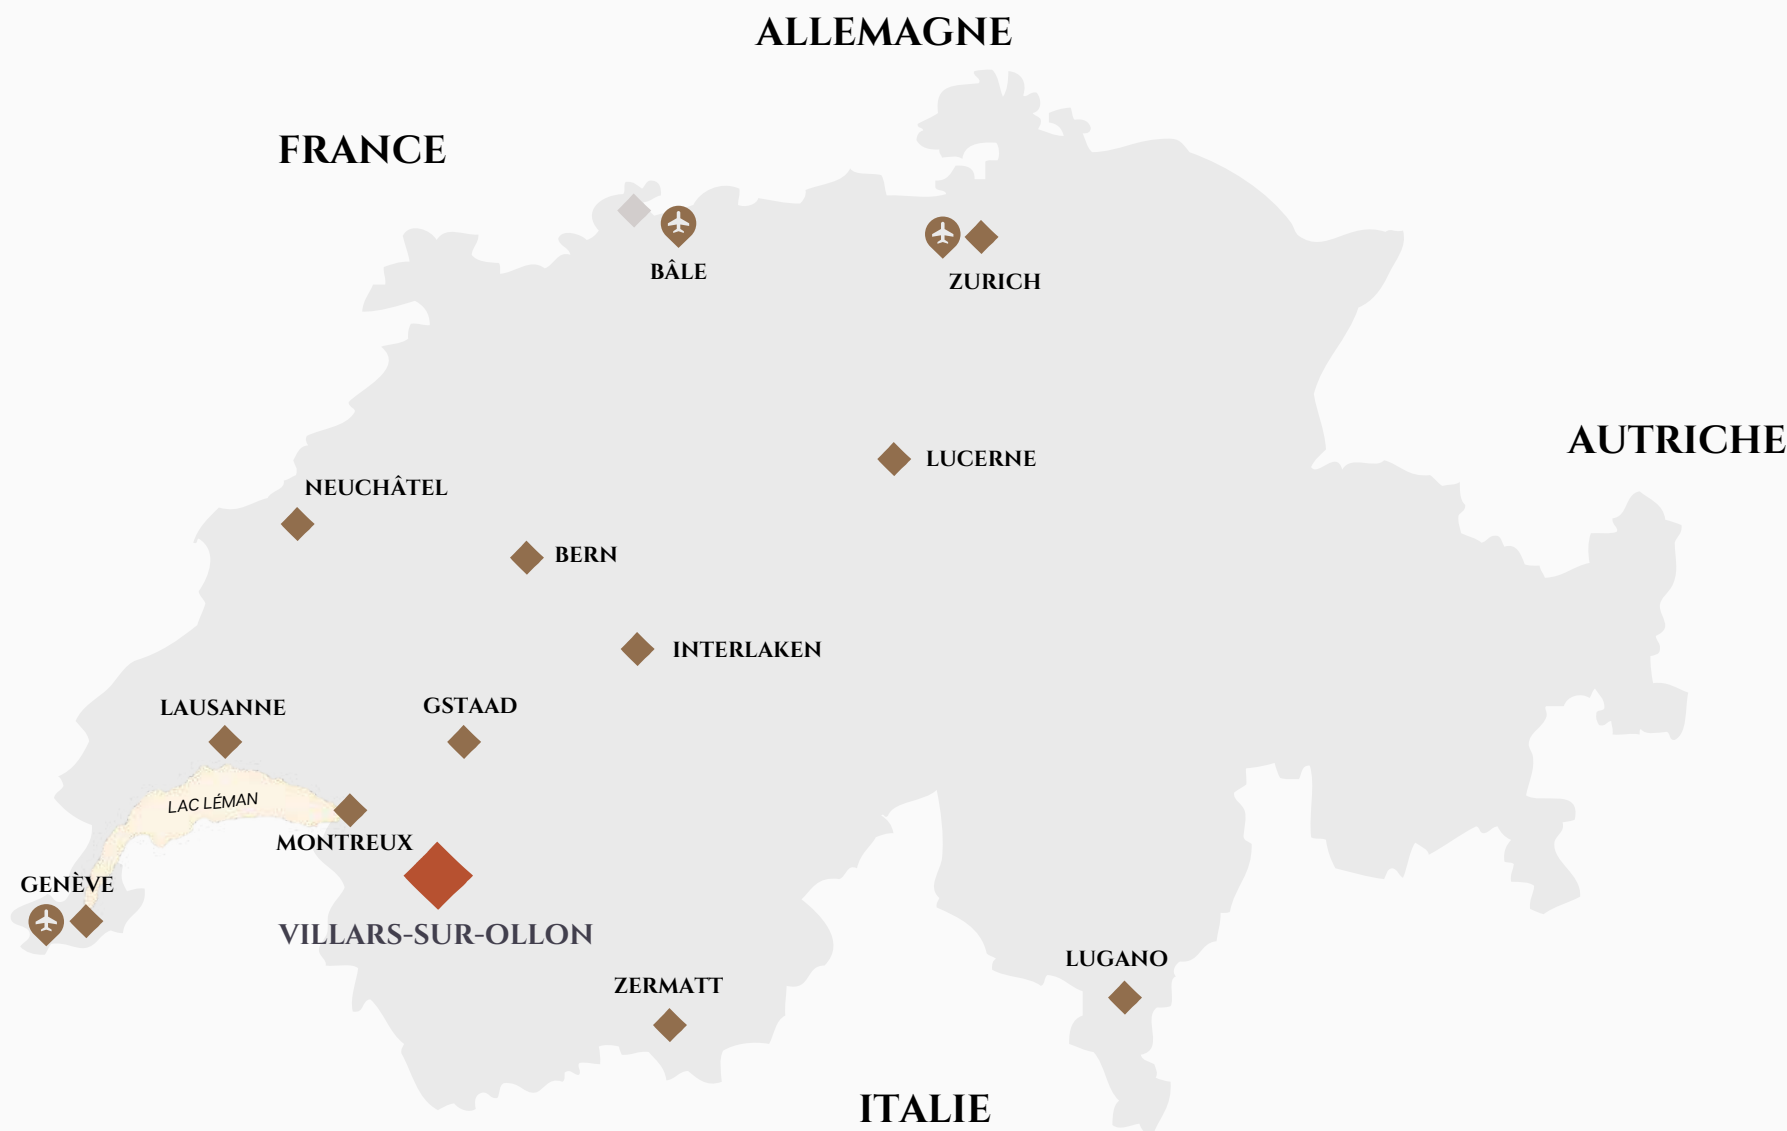 ALLEMAGNE
FRANCE
BÂLE
ZURICH
AUTRICHE
LUCERNE
NEUCHÂTEL
BERN
INTERLAKEN
LAUSANNE
GSTAAD
LAC LÉMAN
MONTREUX
GENÈVE
VILLARS-SUR-OLLON
LUGANO
ZERMATT
ITALIE